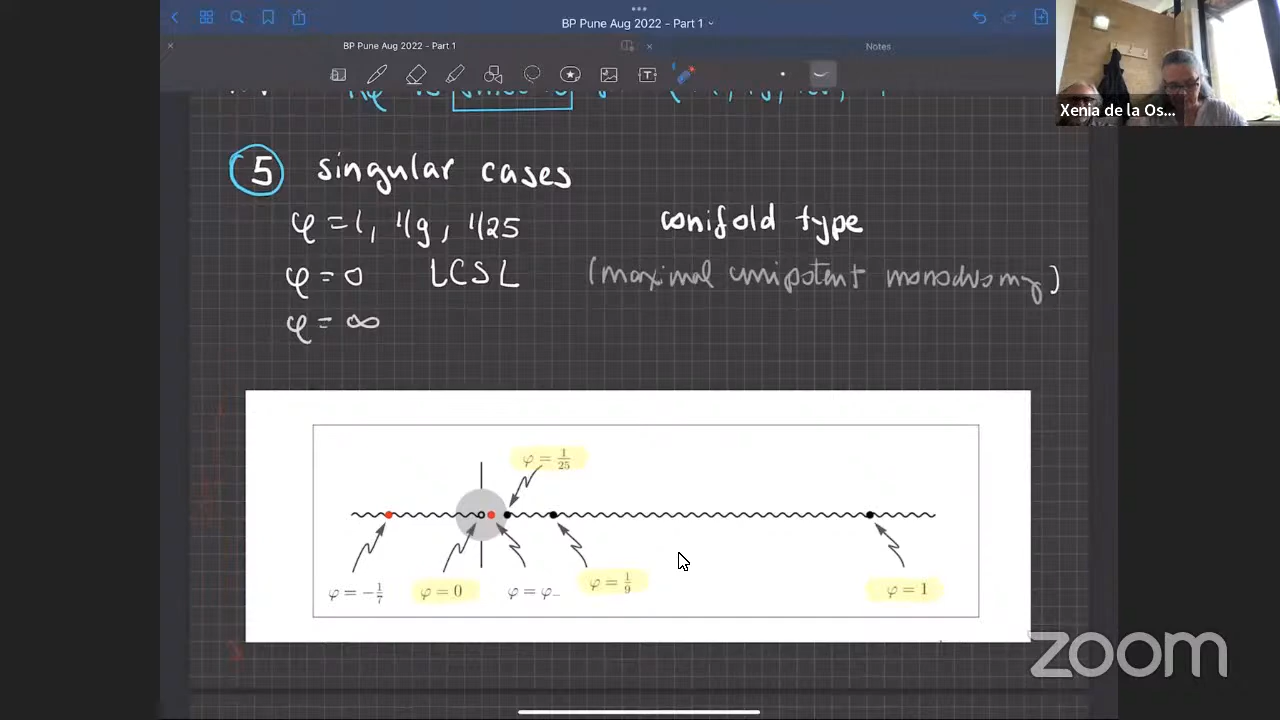 BP Pune Aug 2022 - Part 1
BP Pune Aug 2022 - Part 1
Notes
Xenia de la Os...
5 singular cases
φ = 1, 1/9, 1/25 conifold type
φ = 0 LCSL (maximal unipotent monodromy)
φ = ∞
φ = 1/25
φ = -1/7
φ = 0
φ = φ_
φ = 1/9
φ = 1
zoom